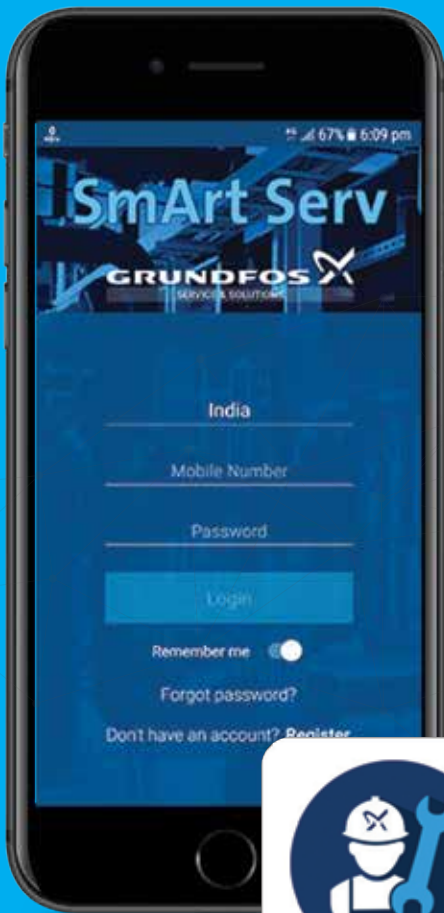 67% 6:09 pm
SmArt Serv
GRUNDFOS
SERVICE & SOLUTIONS
India
Mobile Number
Password
Login
Remember me
Forgot password?
Don't have an account? Register